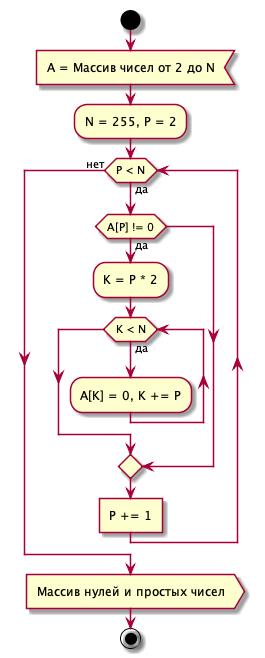 A = Массив чисел от 2 до N
N = 255, P = 2
нет
P < N
да
A[P] != 0
да
K = P * 2
K < N
да
A[K] = 0, K += P
P += 1
Массив нулей и простых чисел